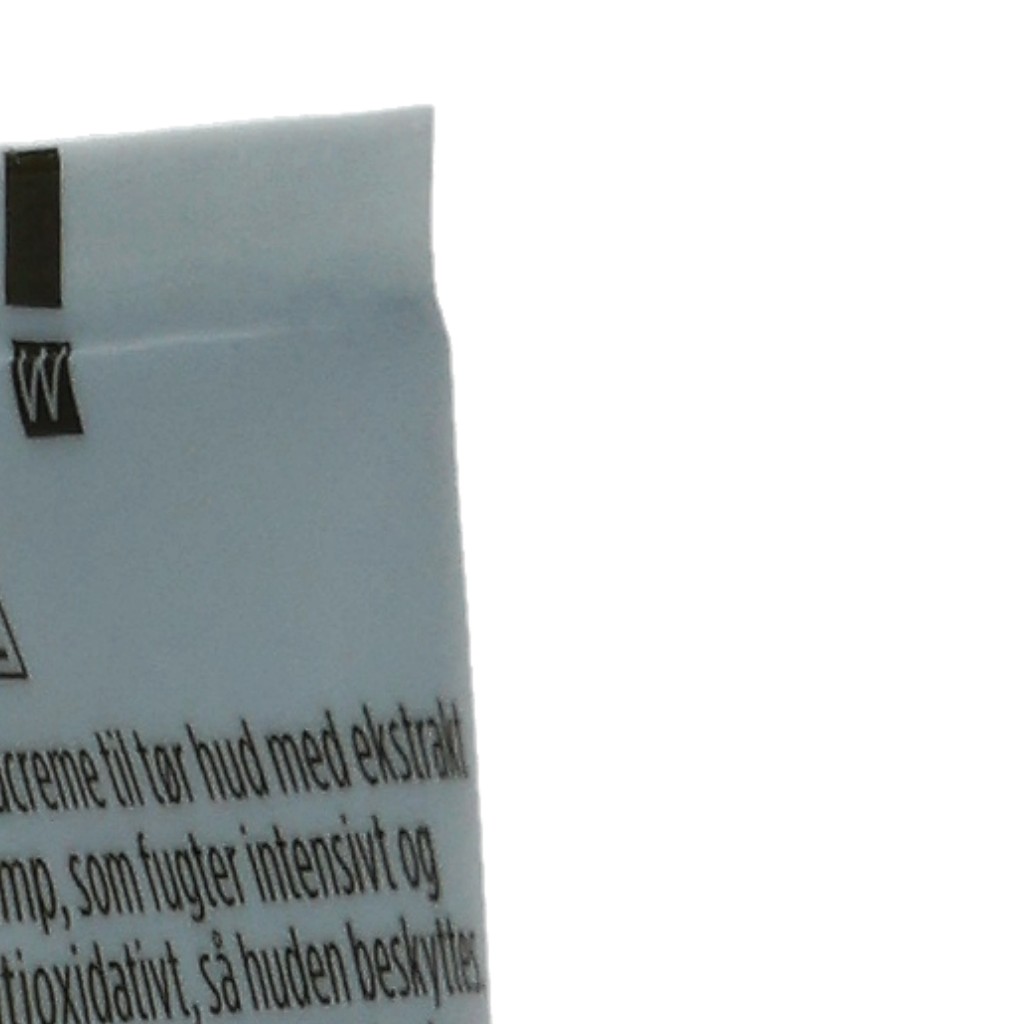 W
creme til tør hud med ekstrakt
mp, som fugter intensivt og
tioxidativt, så huden beskyttes.